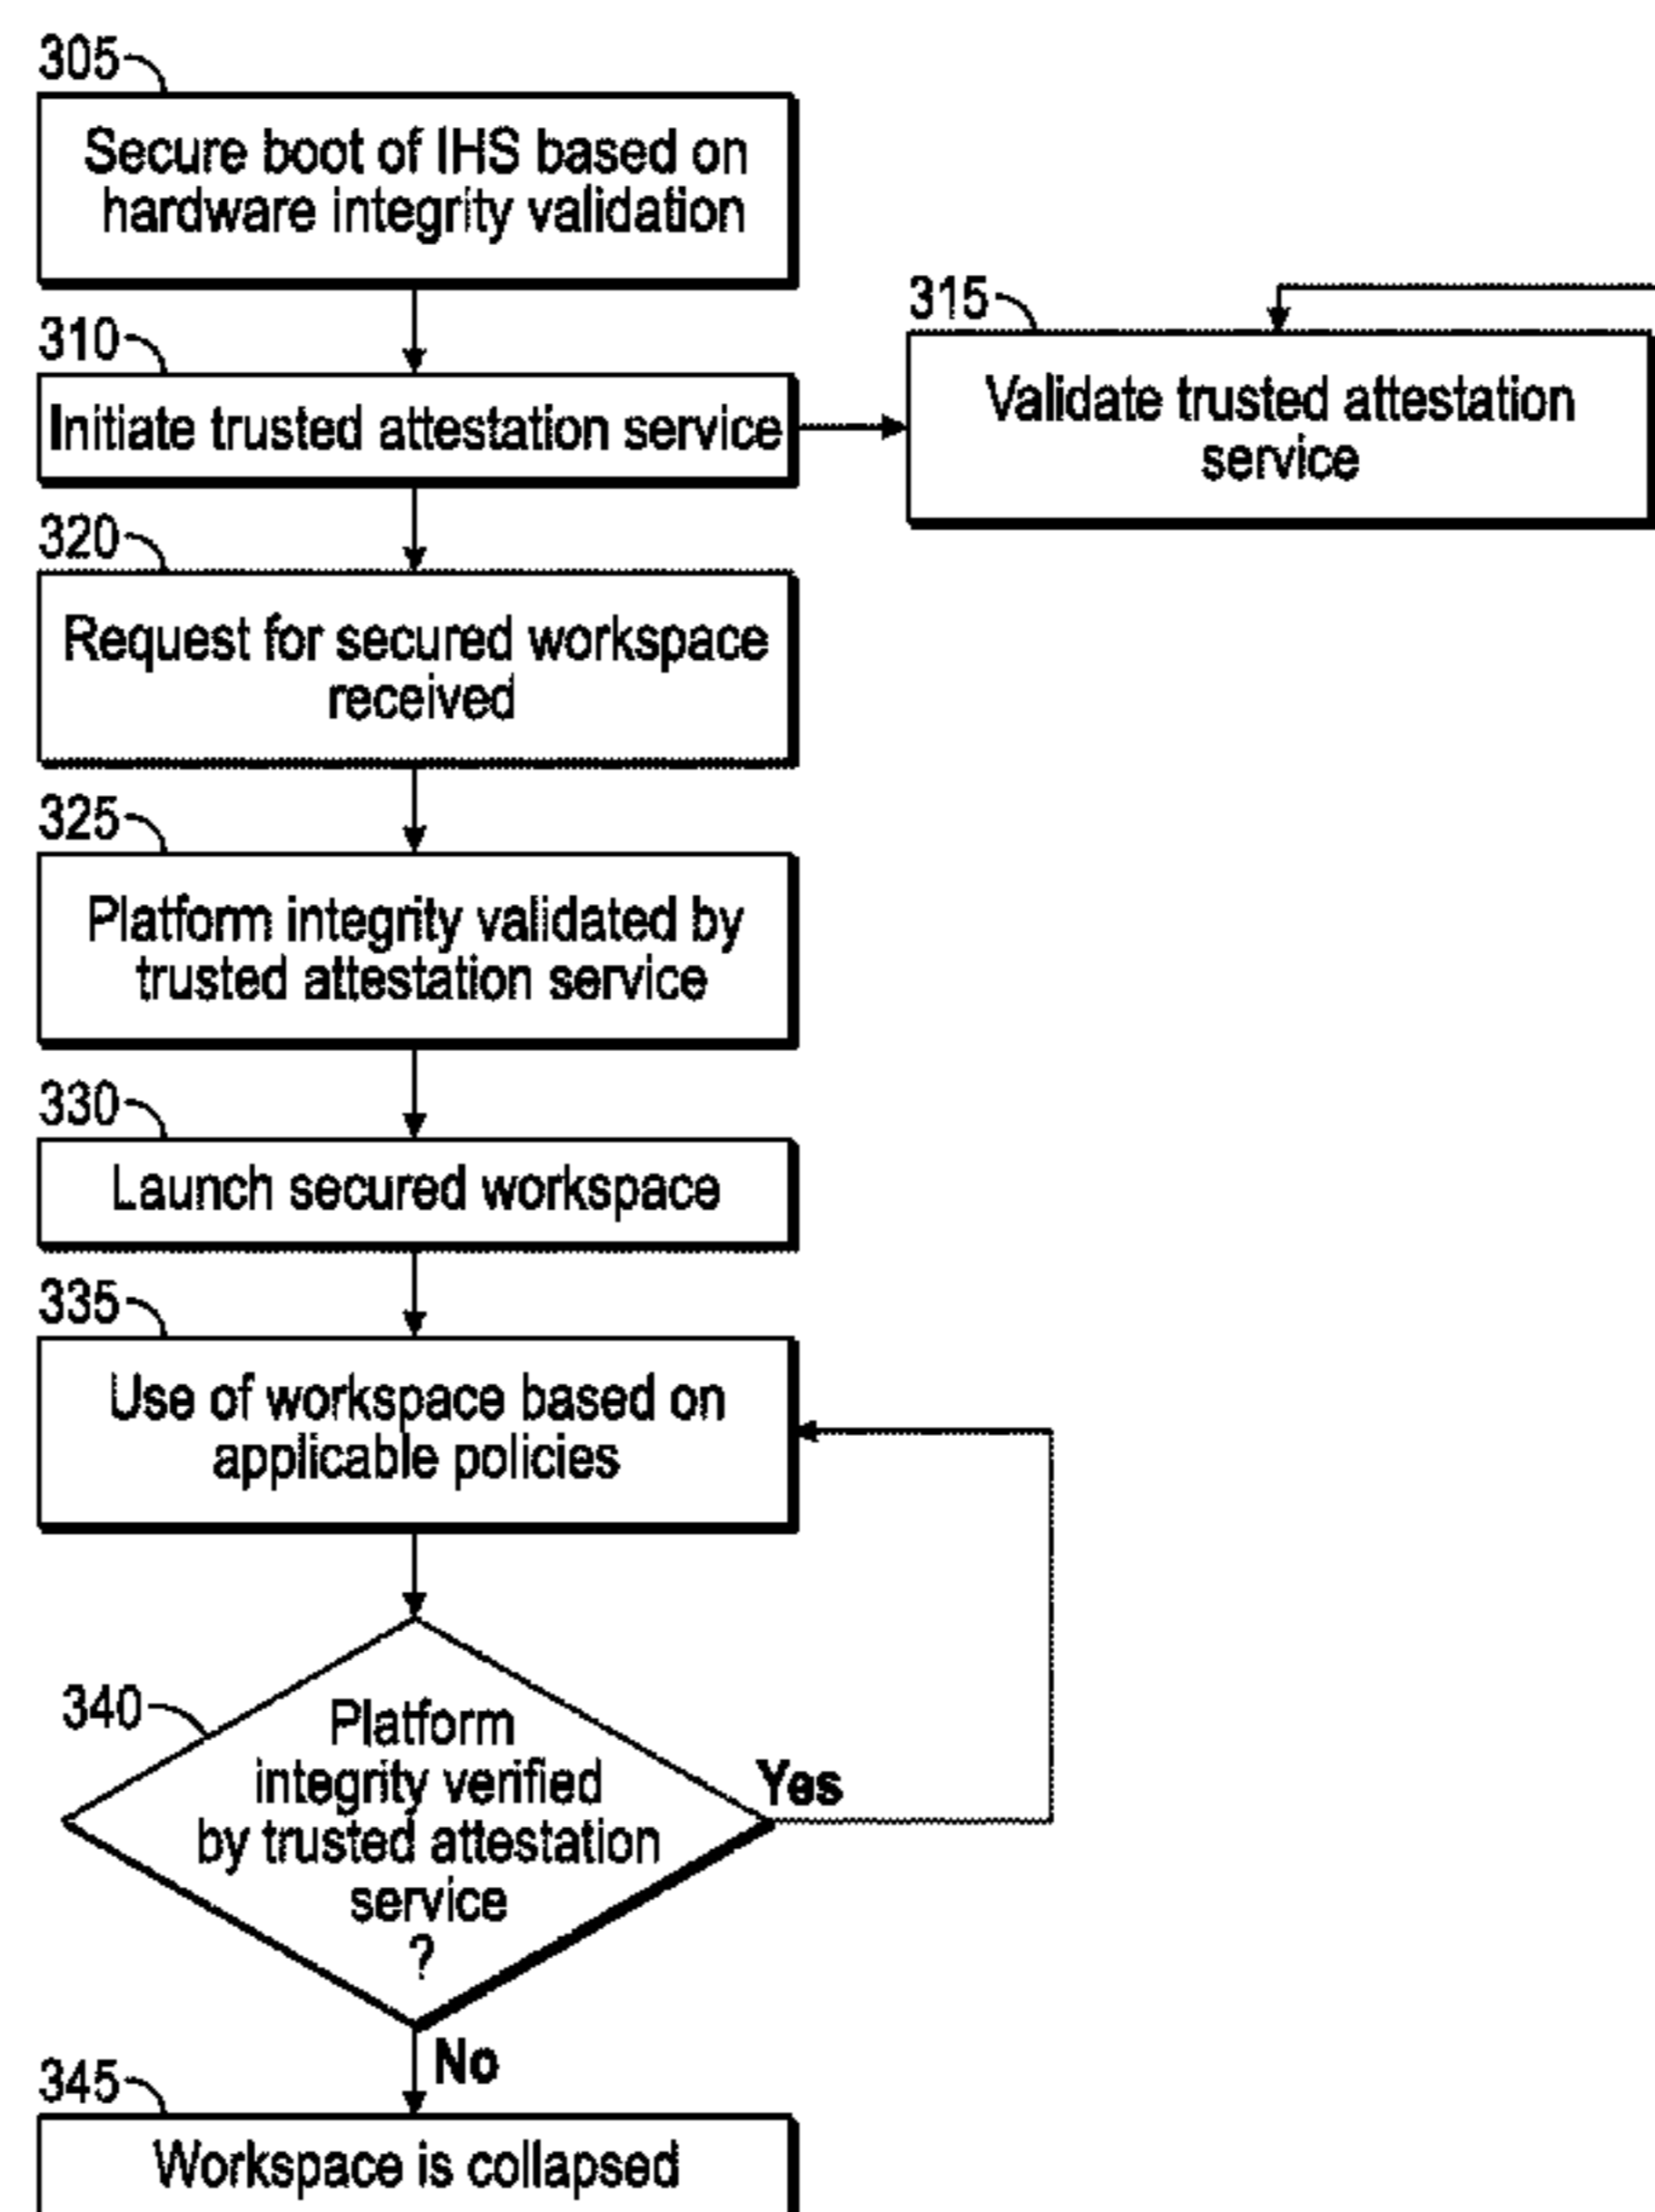 305
Secure boot of IHS based on
hardware integrity validation
310
Initiate trusted attestation service
315
Validate trusted attestation
service
320
Request for secured workspace
received
325
Platform integrity validated by
trusted attestation service
330
Launch secured workspace
335
Use of workspace based on
applicable policies
340
Platform
integrity verified
by trusted attestation
service
?
Yes
No
345
Workspace is collapsed